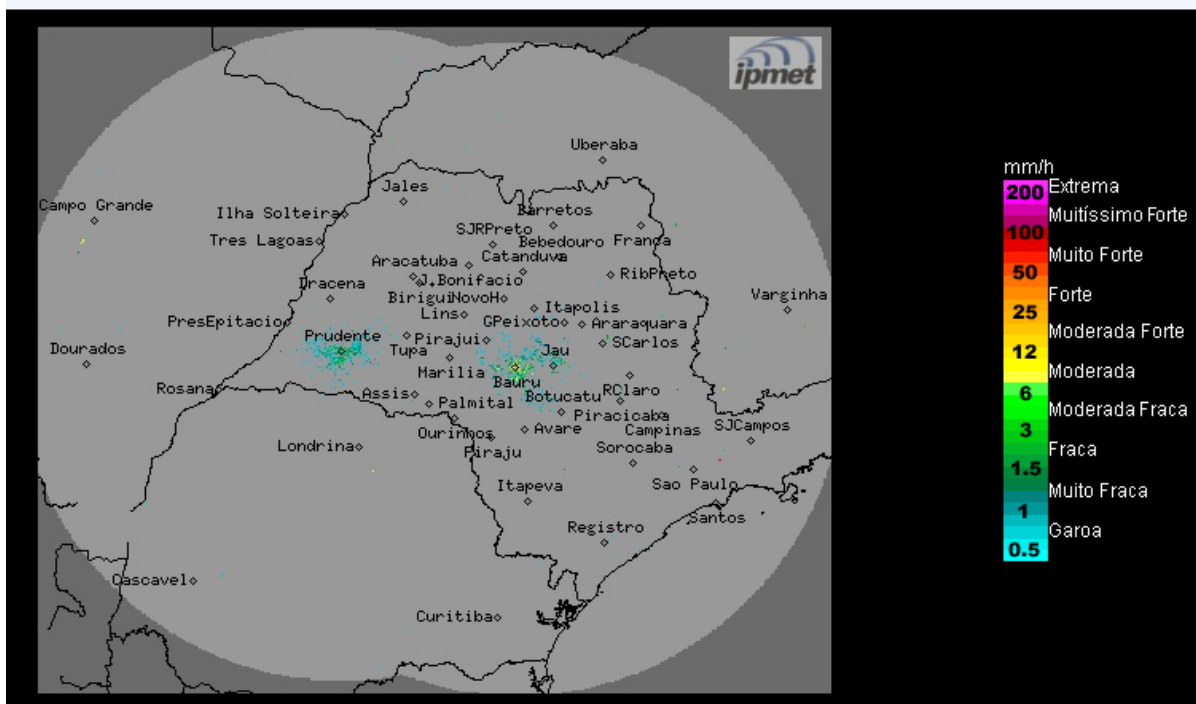 ipmet
Uberaba
Jales
Campo Grande
Ilha Solteira
Barretos
SJRPreto
Tres Lagoas
Bebedouro
Franca
Catanduva
Aracatuba
J.Bonifacio
RibPreto
Dracena
Birigui
NovoH
Varginha
Itapolis
Lins
PresEpitacio
GPeixoto
Araraquara
Prudente
Pirajui
SCarlos
Dourados
Tupa
Jau
Marilia
Bauru
Rosana
Assis
Botucatu
RClaro
Palmital
Piracicaba
Ourinhos
Avare
Campinas
SJCampos
Londrina
Piraju
Sorocaba
Itapeva
Sao Paulo
Santos
Registro
Cascavel
Curitiba
mm/h
200 Extrema
Muitíssimo Forte
100
Muito Forte
50
Forte
25
Moderada Forte
12
Moderada
6
Moderada Fraca
3
Fraca
1.5
Muito Fraca
1
Garoa
0.5